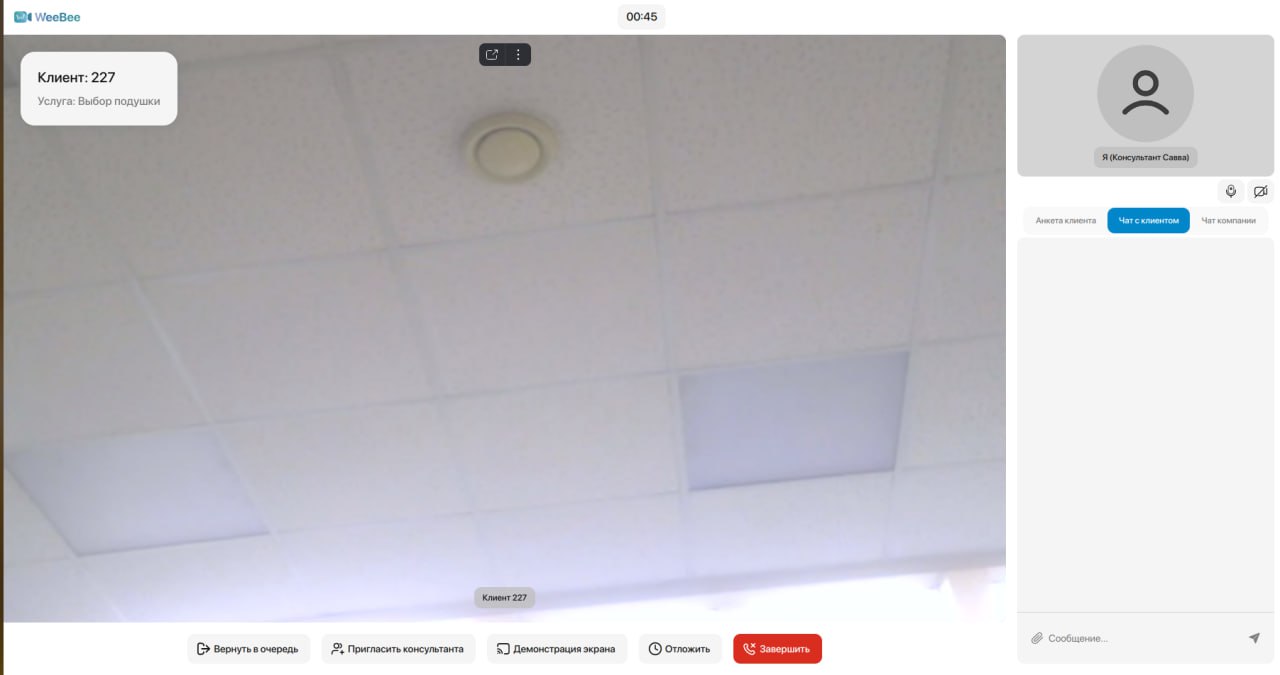 WeeBee
00:45
Клиент: 227
Услуга: Выбор подушки
Я (Консультант Савва)
Анкета клиента
Чат с клиентом
Чат компании
Клиент 227
Сообщение...
Вернуть в очередь
Пригласить консультанта
Демонстрация экрана
Отложить
Завершить